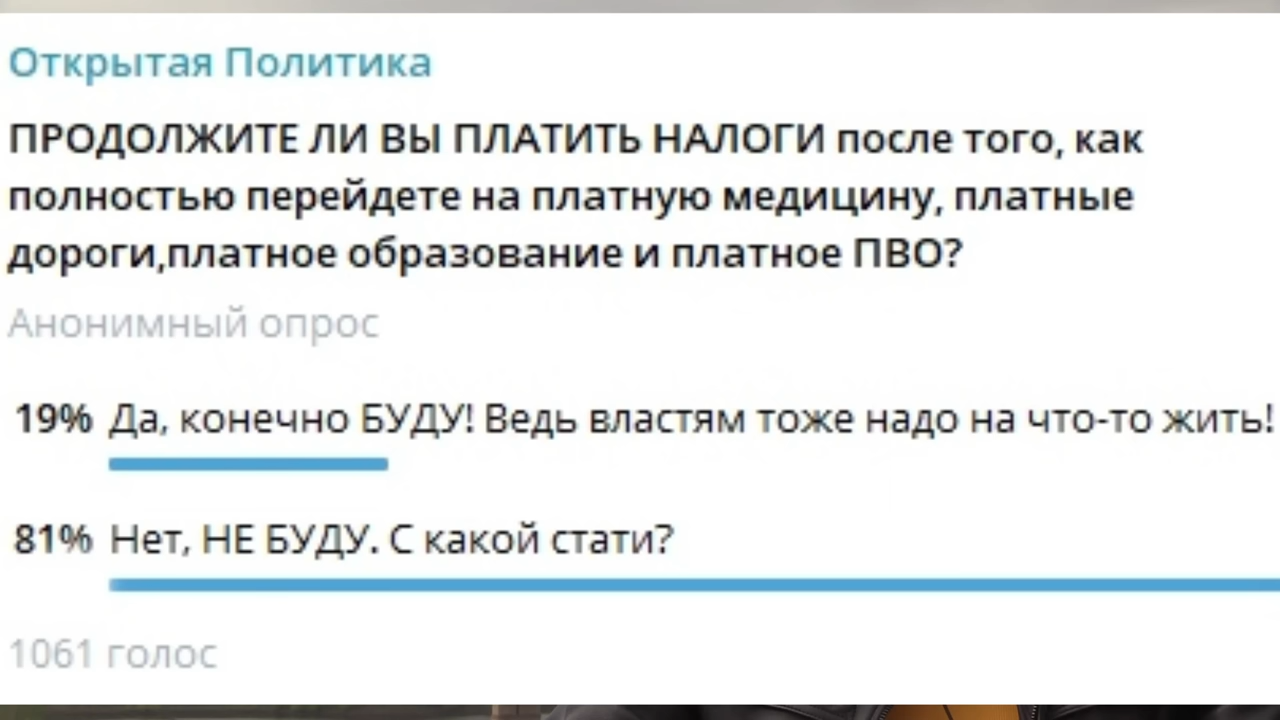 Открытая Политика
ПРОДОЛЖИТЕ ЛИ ВЫ ПЛАТИТЬ НАЛОГИ после того, как
полностью перейдете на платную медицину, платные
дороги,платное образование и платное ПВО?
Анонимный опрос
19% Да, конечно БУДУ! Ведь властям тоже надо на что-то жить!
81% Нет, НЕ БУДУ. С какой стати?
1061 голос